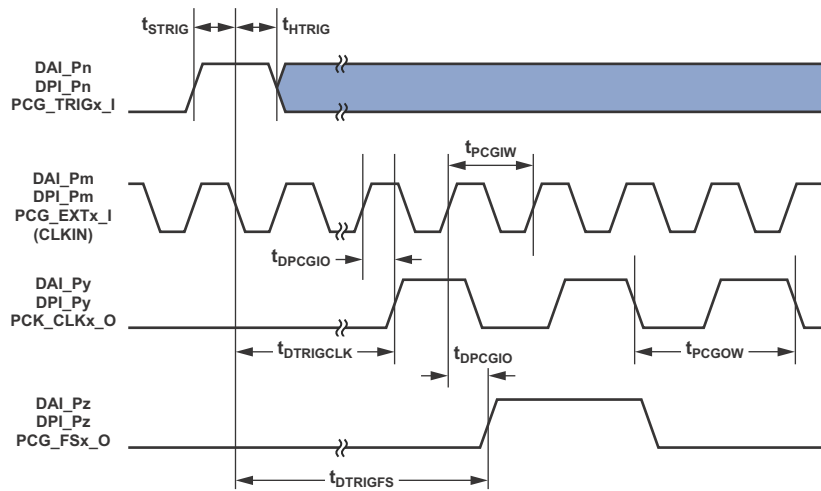 tSTRIG
tHTRIG
DAI_Pn
DPI_Pn
PCG_TRIGx_I
tPCGIW
DAI_Pm
DPI_Pm
PCG_EXTx_I
(CLKIN)
tDPCGIO
DAI_Py
DPI_Py
PCK_CLKx_O
tDTRIGCLK
tDPCGIO
tPCGOW
DAI_Pz
DPI_Pz
PCG_FSx_O
tDTRIGFS